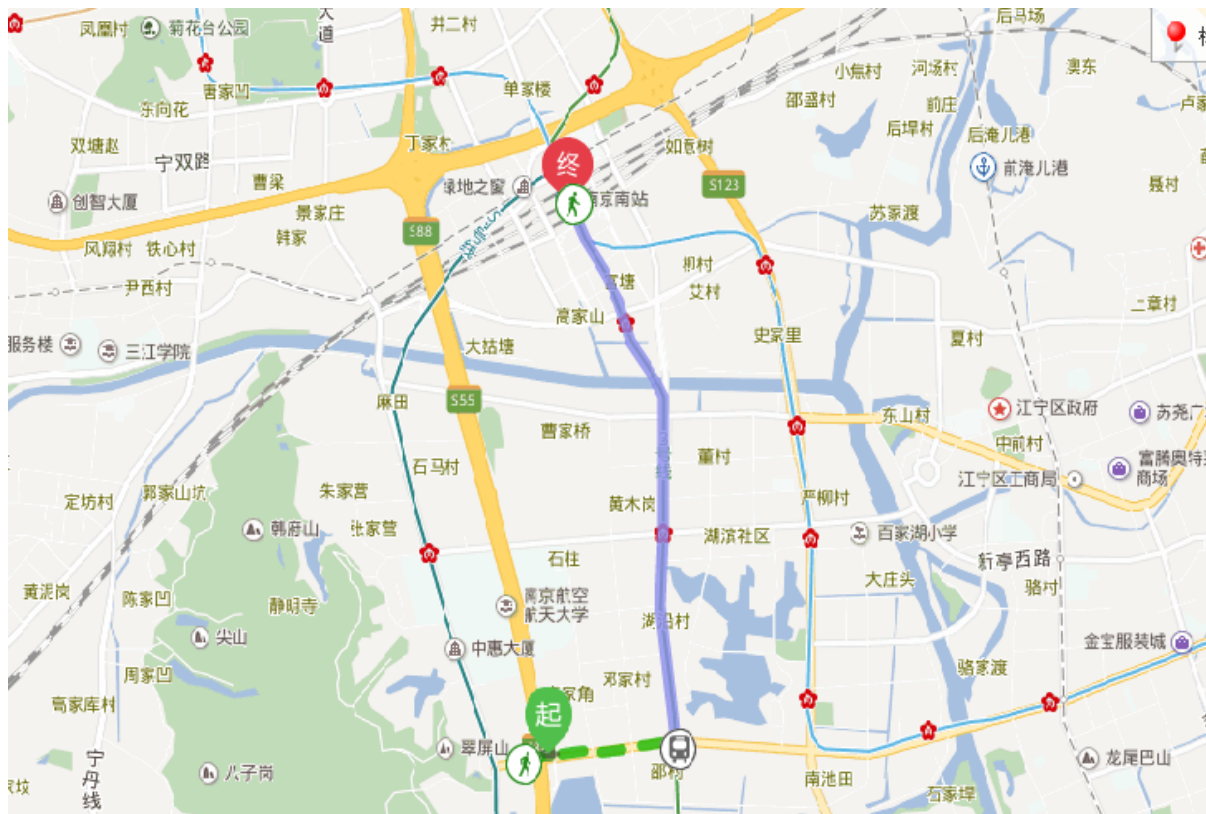 凤凰村
菊花台公园
大
道
井二村
后马场
唐家凹
单家楼
小焦村
河场村
澳东
东向花
邵盛村
前庄
后垾村
后淹儿港
双塘赵
宁双路
丁家村
如意树
前淹儿港
终
曹梁
绿地之窗
S123
聂村
创智大厦
景家庄
南京南站
苏家渡
韩家
S88
凤翔村
铁心村
柳村
尹西村
宫塘
艾村
二章村
高家山
服务楼
三江学院
大姑塘
史家里
夏村
麻田
S55
东山村
江宁区政府
曹家桥
中前村
石马村
董村
富腾奥特
商场
定坊村
郭家山坑
朱家营
黄木岗
严柳村
江宁区工商局
韩府山
张家营
湖滨社区
百家湖小学
石柱
新亭西路
黄泥岗
陈家凹
静明寺
南京航空
航天大学
大庄头
骆村
尖山
湖沿村
中惠大厦
金宝服装城
周家凹
邓家村
骆家渡
高家库村
家角
起
翠屏山
宁
丹
线
八子岗
邵村
南池田
龙尾巴山
石家垾